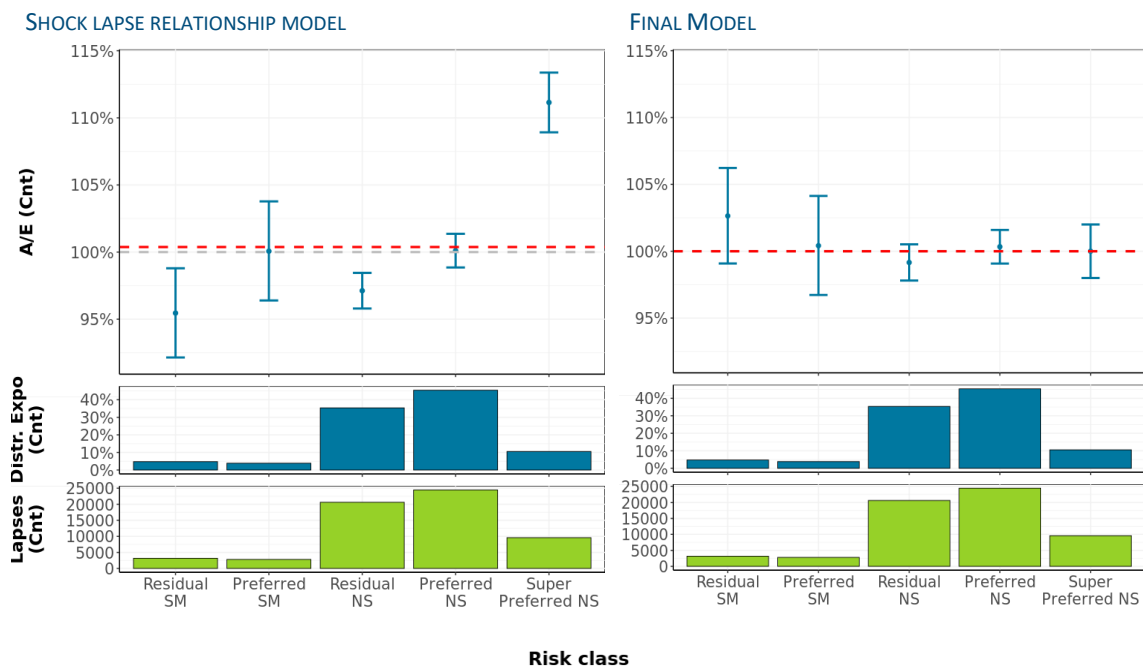 SHOCK LAPSE RELATIONSHIP MODEL
FINAL MODEL
A/E (Cnt)
115%
110%
105%
100%
95%
115%
110%
105%
100%
95%
Distr. Expo
(Cnt)
40%
30%
20%
10%
0%
40%
30%
20%
10%
0%
Lapses
(Cnt)
25000
20000
15000
10000
5000
0
25000
20000
15000
10000
5000
0
Residual
SM
Preferred
SM
Residual
NS
Preferred
NS
Super
Preferred NS
Residual
SM
Preferred
SM
Residual
NS
Preferred
NS
Super
Preferred NS
Risk class